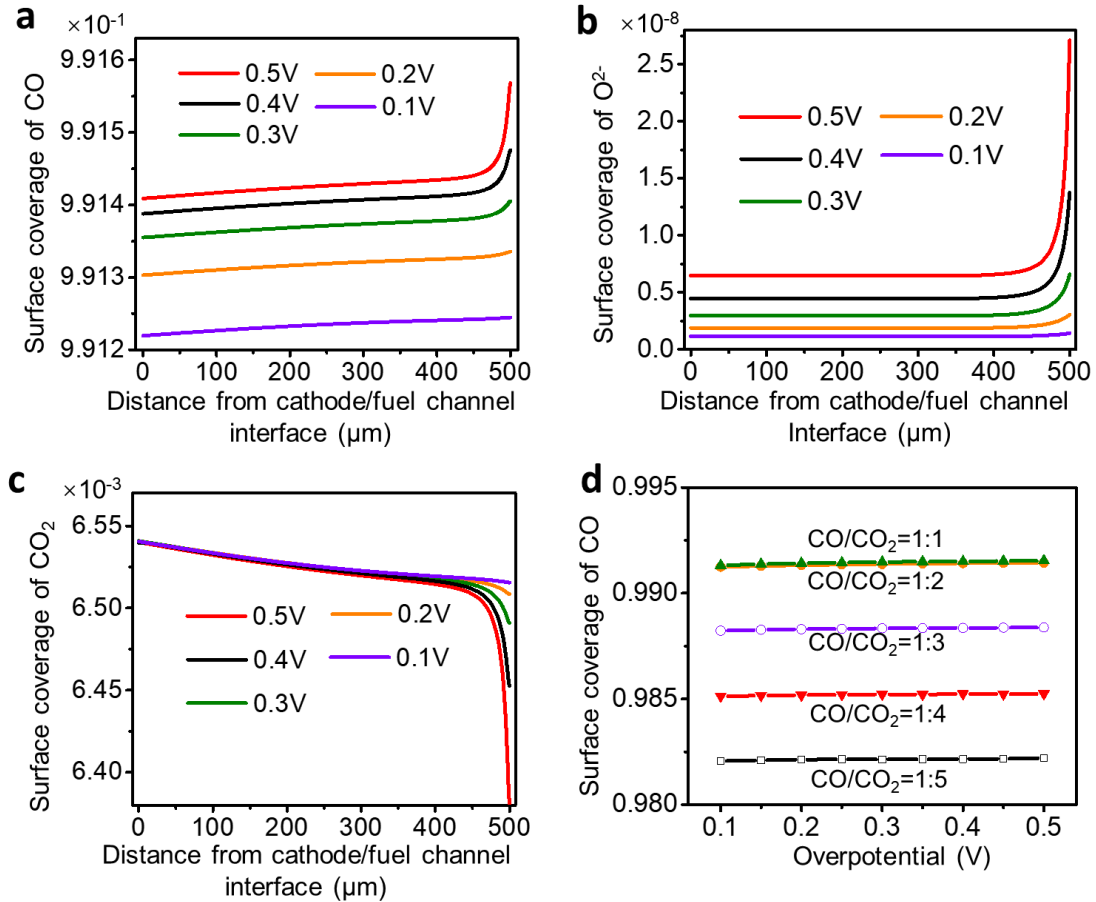 a
×10⁻¹
9.916
9.915
9.914
9.913
9.912
Surface coverage of CO
0.5V
0.2V
0.4V
0.1V
0.3V
0 100 200 300 400 500
Distance from cathode/fuel channel
interface (μm)
b
×10⁻⁸
2.5
2.0
1.5
1.0
0.5
0.0
Surface coverage of O²⁻
0.5V
0.2V
0.4V
0.1V
0.3V
0 100 200 300 400 500
Distance from cathode/fuel channel
Interface (μm)
c
×10⁻³
6.55
6.50
6.45
6.40
Surface coverage of CO₂
0.5V
0.2V
0.4V
0.1V
0.3V
0 100 200 300 400 500
Distance from cathode/fuel channel
interface (μm)
d
0.995
0.990
0.985
0.980
Surface coverage of CO
CO/CO₂=1:1
CO/CO₂=1:2
CO/CO₂=1:3
CO/CO₂=1:4
CO/CO₂=1:5
0.1 0.2 0.3 0.4 0.5
Overpotential (V)